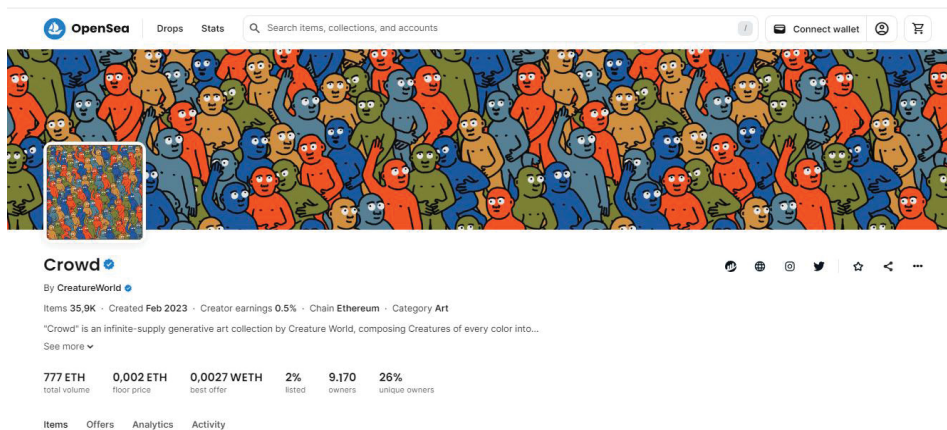 OpenSea Drops Stats Search items, collections, and accounts / Connect wallet
Crowd
By CreatureWorld
Items 35,9K · Created Feb 2023 · Creator earnings 0.5% · Chain Ethereum · Category Art
"Crowd" is an infinite-supply generative art collection by Creature World, composing Creatures of every color into...
See more
777 ETH 0,002 ETH 0,0027 WETH 2% 9.170 26%
total volume floor price best offer listed owners unique owners
Items Offers Analytics Activity